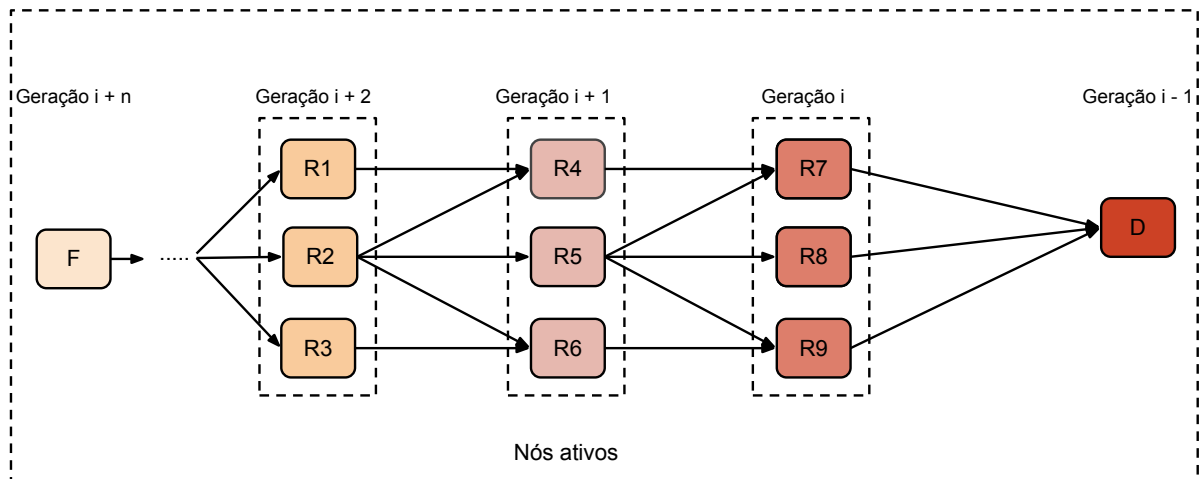 Geração i + n
Geração i + 2
Geração i + 1
Geração i
Geração i - 1
R1
R4
R7
F
.....
R2
R5
R8
D
R3
R6
R9
Nós ativos